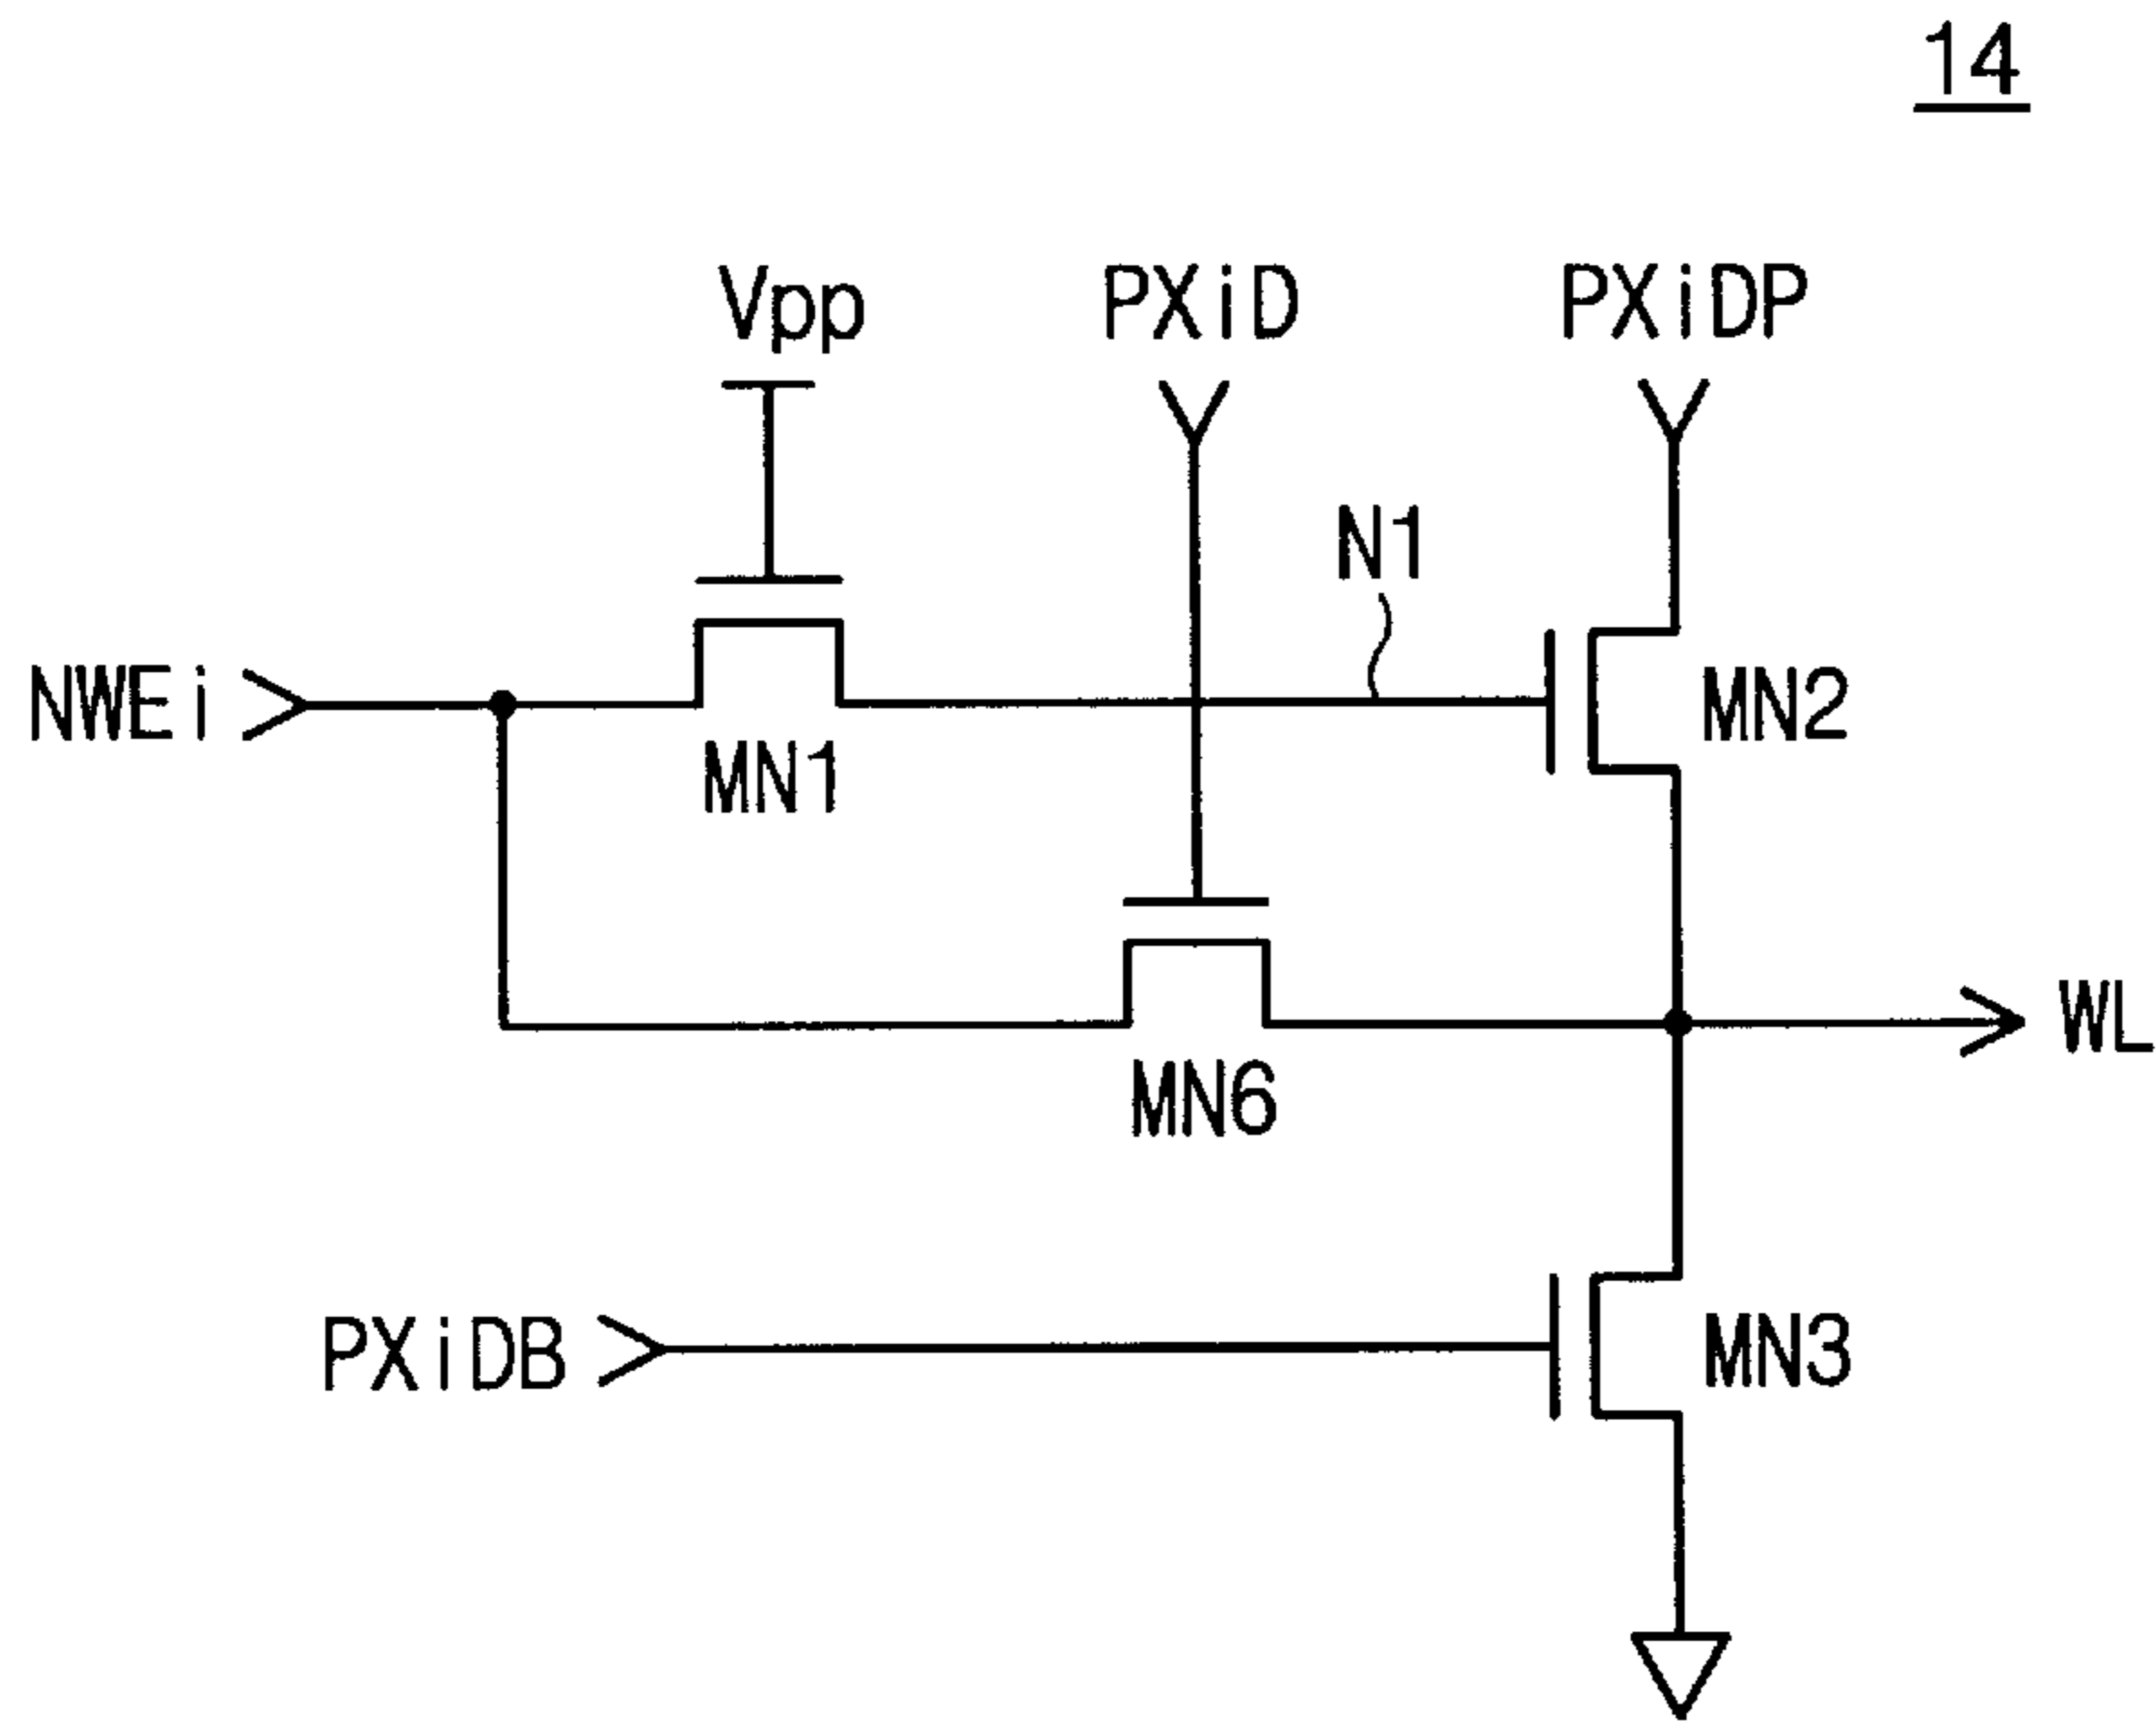 14
Vpp
PXiD
PXiDP
N1
NWEi
MN2
MN1
WL
MN6
PXiDB
MN3